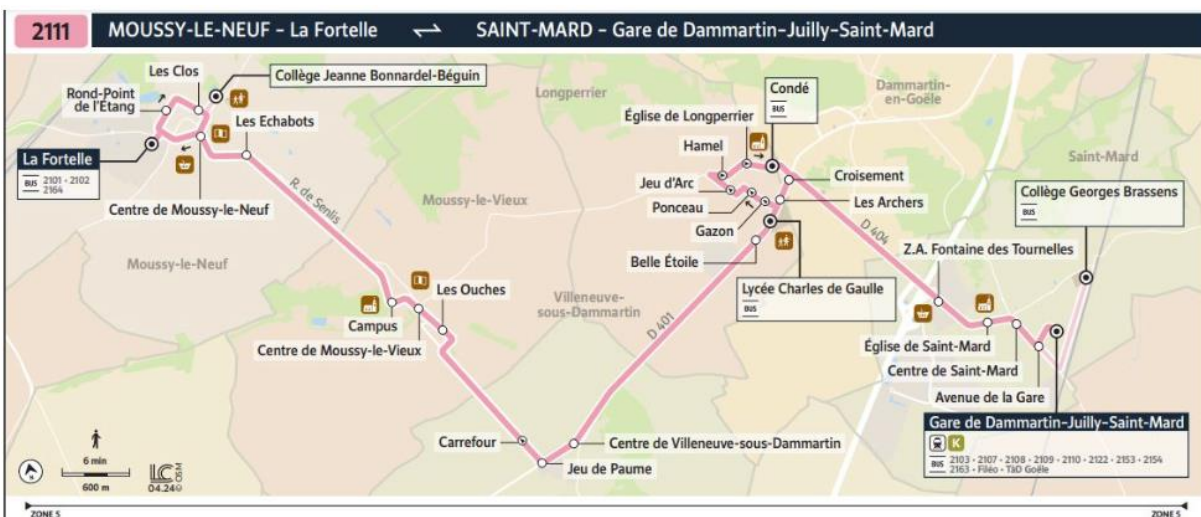 2111 MOUSSY-LE-NEUF – La Fortelle ⇌ SAINT-MARD – Gare de Dammartin-Juilly-Saint-Mard
Les Clos
Collège Jeanne Bonnardel-Béguin
Rond-Point
de l'Étang
Les Echabots
La Fortelle
BUS 2101 • 2102
2164
Centre de Moussy-le-Neuf
R. de Senlis
Moussy-le-Neuf
Moussy-le-Vieux
Longperrier
Les Ouches
Campus
Centre de Moussy-le-Vieux
Villeneuve-
sous-Dammartin
Carrefour
Jeu de Paume
Centre de Villeneuve-sous-Dammartin
D 401
Condé
BUS
Dammartin-
en-Goële
Église de Longperrier
Hamel
Jeu d'Arc
Ponceau
Gazon
Belle Étoile
Croisement
Les Archers
Lycée Charles de Gaulle
BUS
D 404
Saint-Mard
Collège Georges Brassens
BUS
Z.A. Fontaine des Tournelles
Église de Saint-Mard
Centre de Saint-Mard
Avenue de la Gare
Gare de Dammartin-Juilly-Saint-Mard
K
BUS 2103 • 2107 • 2108 • 2109 • 2110 • 2122 • 2153 • 2154
2163 • Filéo • TàD Goële
6 min
600 m
N
LC
04.24© OSM
ZONE 5
ZONE 5